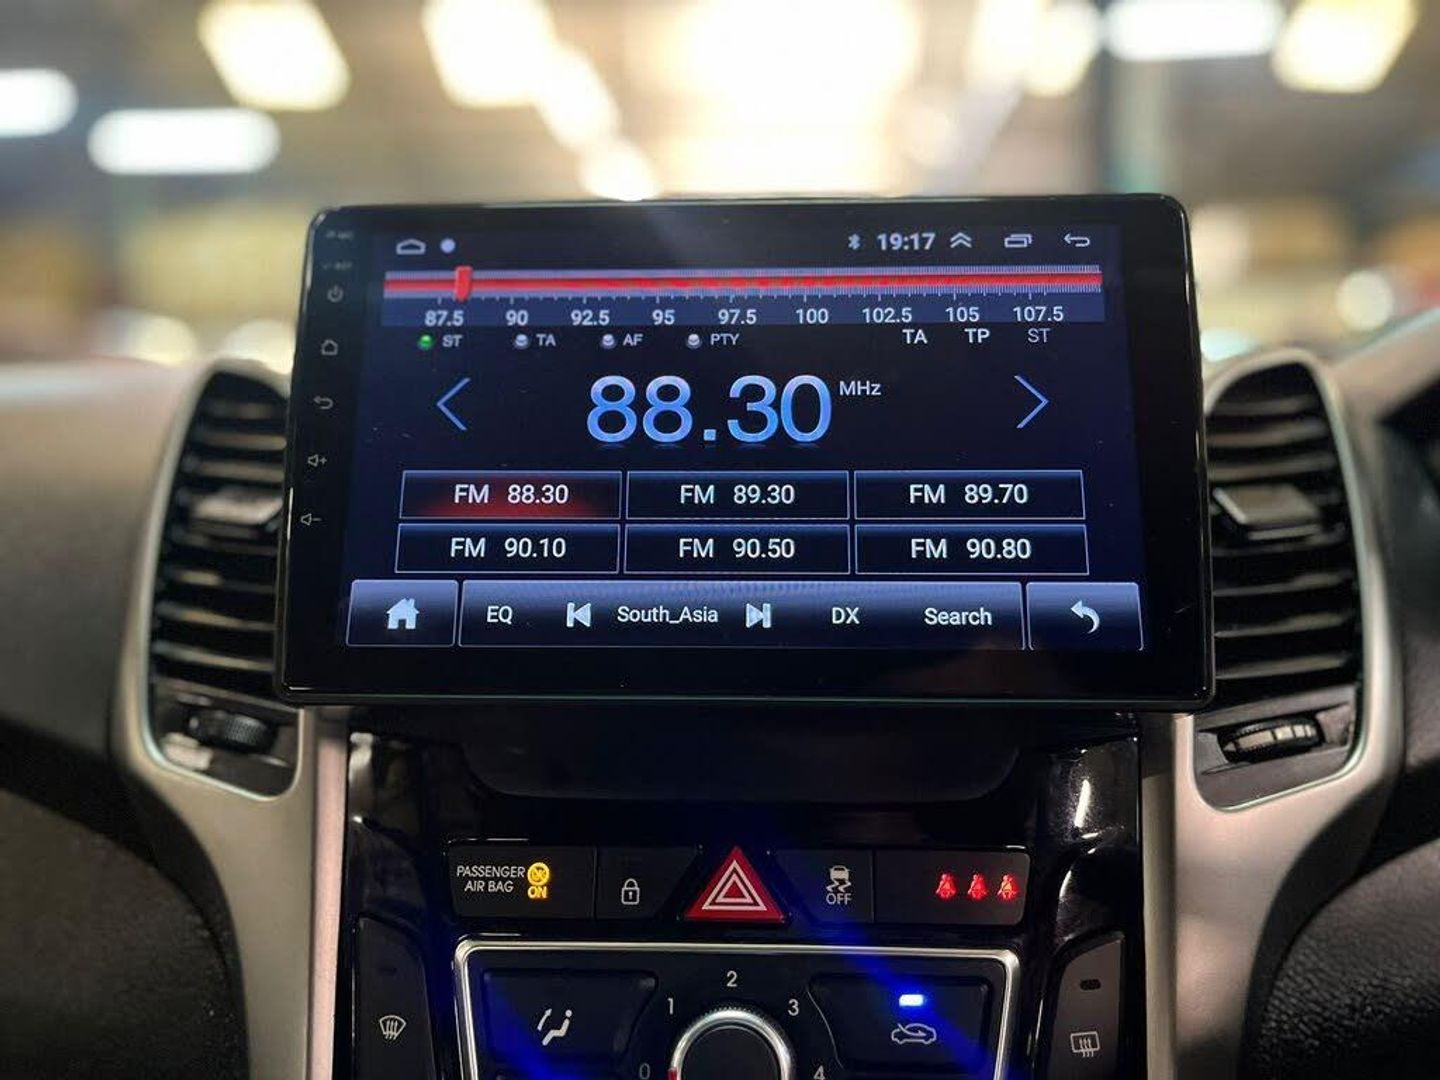 19:17
87.5 90 92.5 95 97.5 100 102.5 105 107.5
ST TA AF PTY TA TP ST
88.30 MHz
FM 88.30 FM 89.30 FM 89.70
FM 90.10 FM 90.50 FM 90.80
EQ South_Asia DX Search
PASSENGER
AIR BAG ON
OFF
0 1 2 3 4